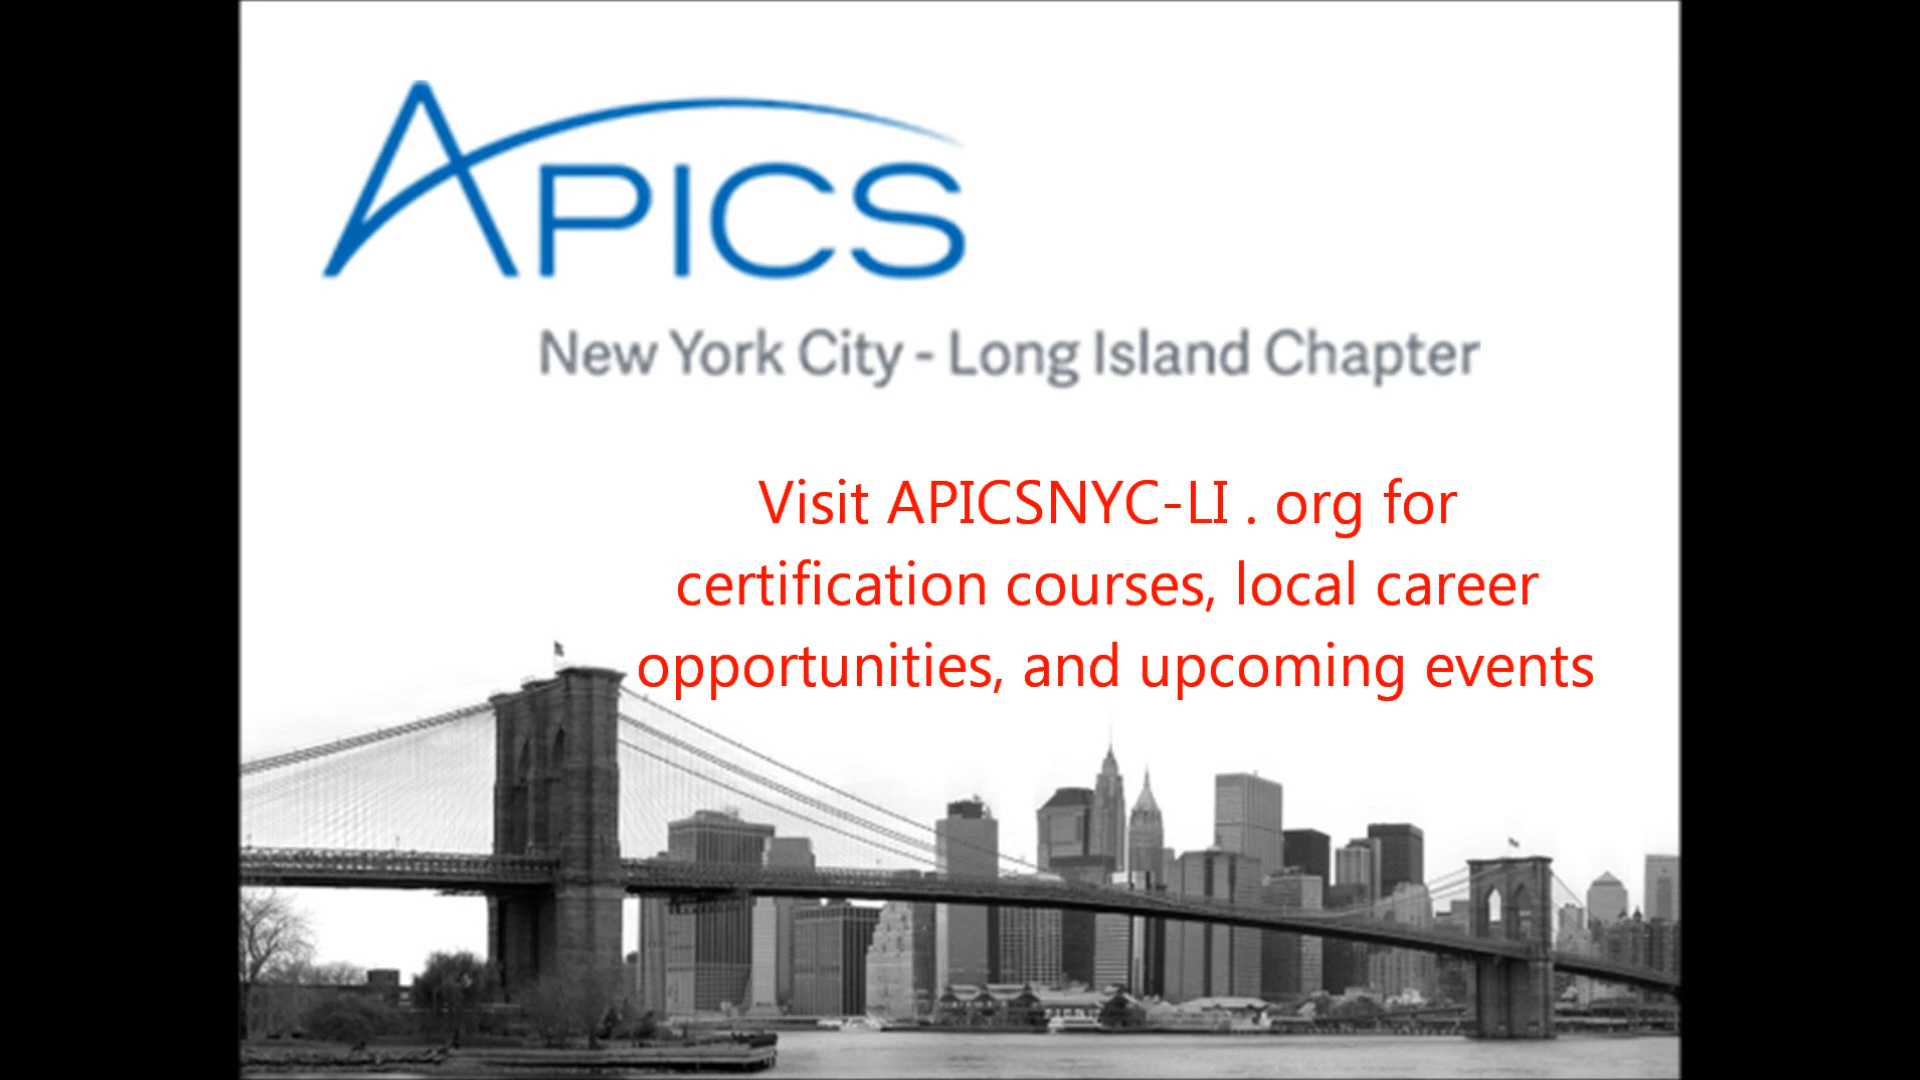 APICS
New York City - Long Island Chapter
Visit APICSNYC-LI . org for
certification courses, local career
opportunities, and upcoming events